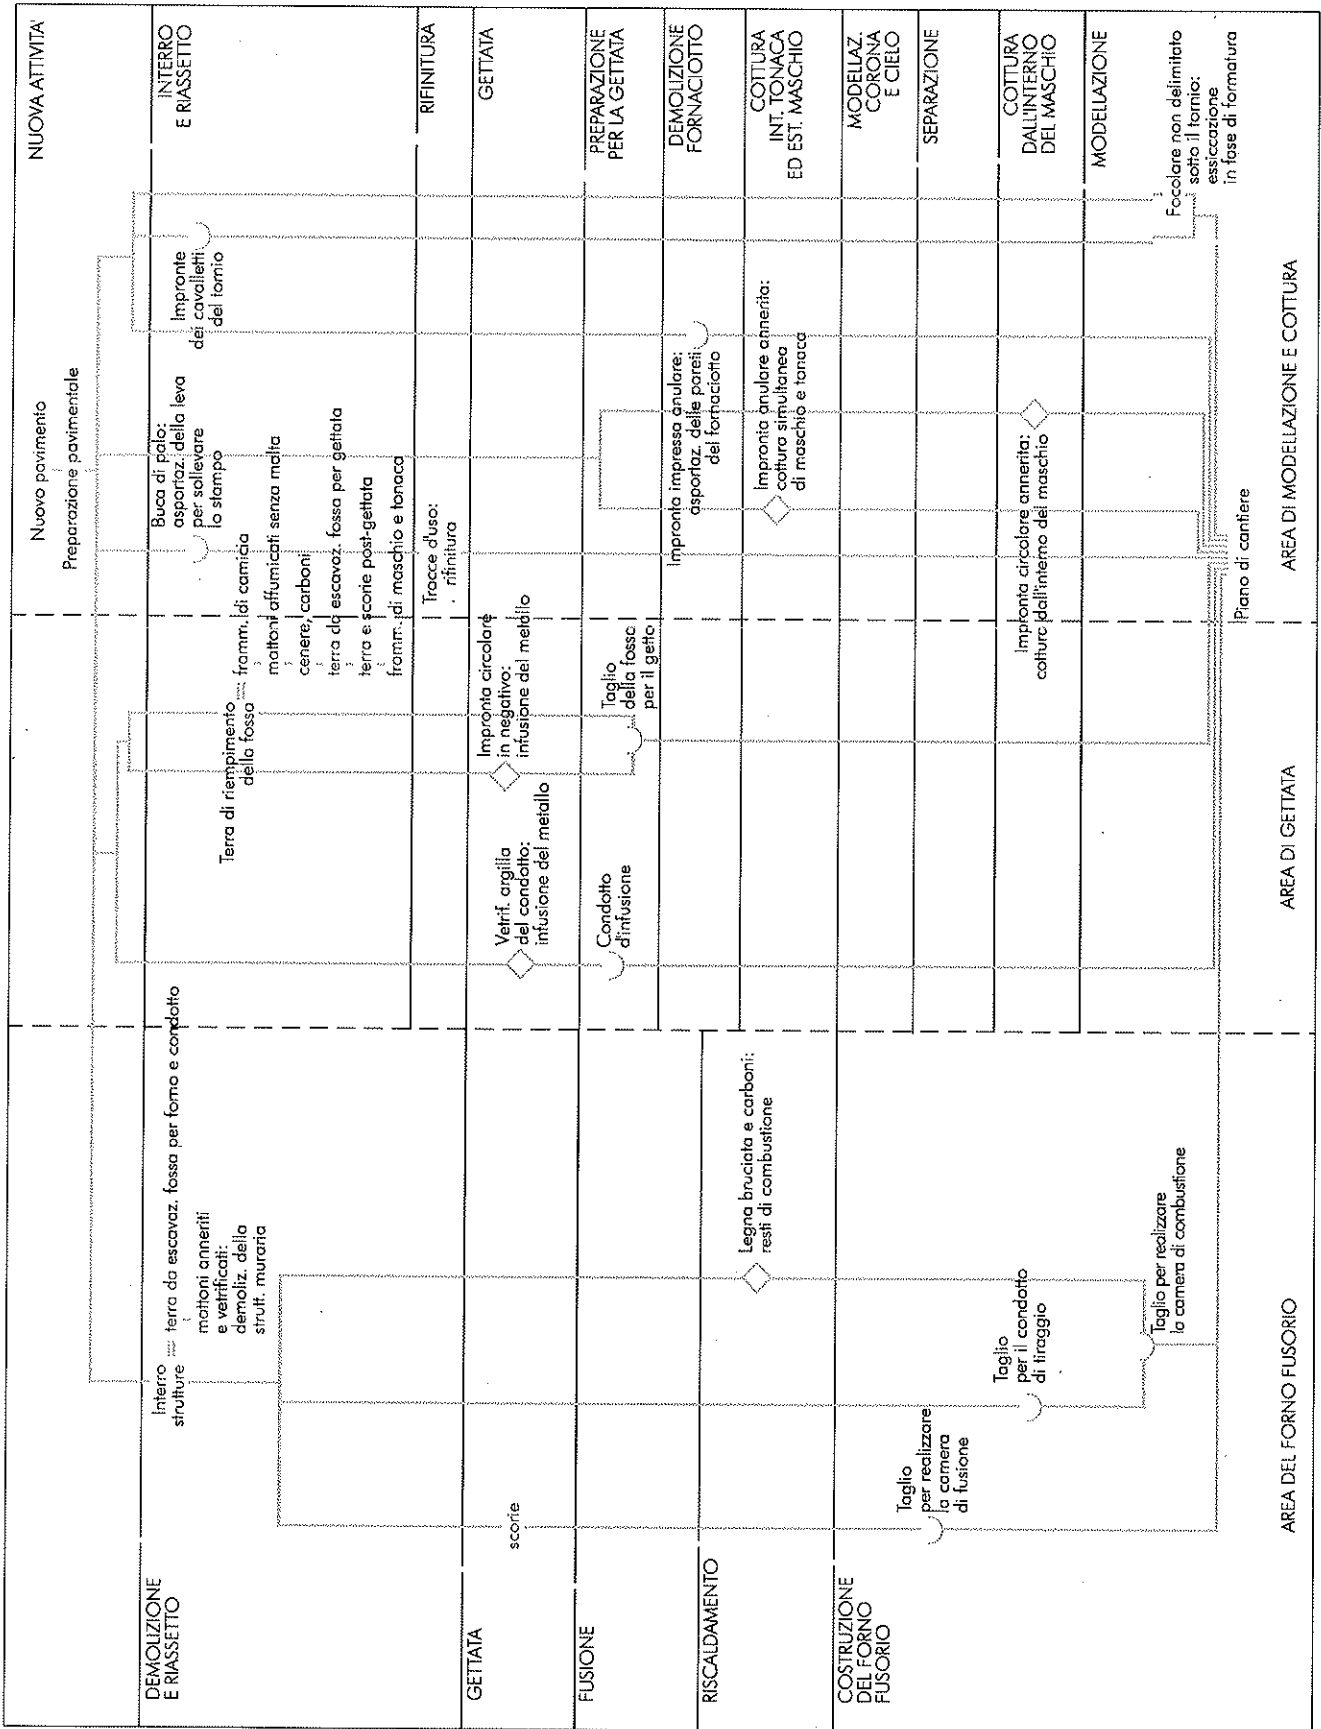 NUOVA ATTIVITA'
Nuovo pavimento
Preparazione pavimentale
DEMOLIZIONE
E RIASSETTO
Interro
strutture
terra da escavaz. fossa per forno e condotto
mattoni anneriti
e vetrificati:
demoliz. della
strutt. muraria
Terra di riempimento
della fossa
framm. di camicia
mattoni affumicati senza malta
cenere, carboni
terra da escavaz. fossa per gettata
terra e scorie post-gettata
framm. di maschio e tonaca
Buca di palo:
asportaz. della leva
per sollevare
lo stampo
Impronte
dei cavalletti
del tornio
INTERRO
E RIASSETTO
Tracce d'uso:
rifinitura
RIFINITURA
GETTATA
scorie
Vetrif. argilla
del condotto:
infusione del metallo
Impronta circolare
in negativo:
infusione del metallo
GETTATA
FUSIONE
Condotto
d'infusione
Taglio
della fossa
per il getto
PREPARAZIONE
PER LA GETTATA
Impronta impressa anulare:
asportaz. delle pareti
del fornaciotto
DEMOLIZIONE
FORNACIOTTO
RISCALDAMENTO
Legna bruciata e carboni:
resti di combustione
Impronta anulare annerita:
cottura simultanea
di maschio e tonaca
COTTURA
INT. TONACA
ED EST. MASCHIO
COSTRUZIONE
DEL FORNO
FUSORIO
MODELLAZ.
CORONA
E CIELO
Taglio
per realizzare
la camera
di fusione
SEPARAZIONE
Taglio
per il condotto
di tiraggio
Impronta circolare annerita:
cottura dall'interno del maschio
COTTURA
DALL'INTERNO
DEL MASCHIO
MODELLAZIONE
Taglio per realizzare
la camera di combustione
Focolare non delimitato
sotto il tornio:
essiccazione
in fase di formatura
Piano di cantiere
AREA DEL FORNO FUSORIO
AREA DI GETTATA
AREA DI MODELLAZIONE E COTTURA